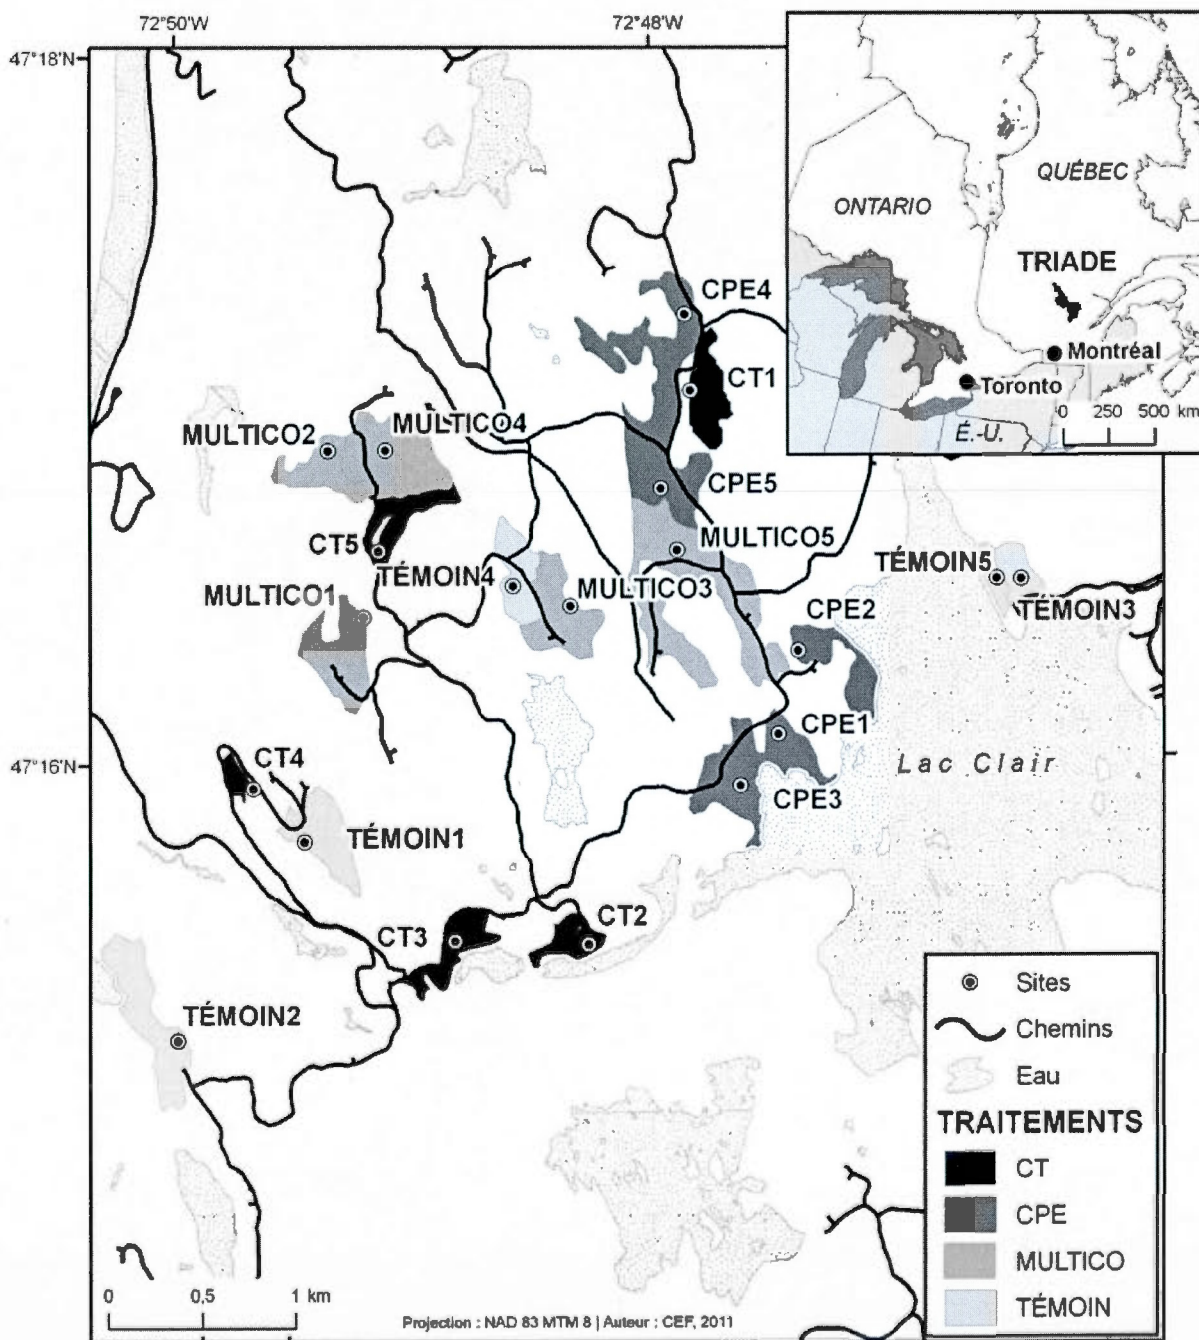 72°50'W
72°48'W
47°18'N
QUÉBEC
ONTARIO
TRIADE
Montréal
Toronto
0 250 500 km
É.-U.
CPE4
CT1
MULTICO2
MULTICO4
CPE5
CT5
MULTICO5
TÉMOIN4
TÉMOIN5
MULTICO1
MULTICO3
CPE2
TÉMOIN3
CPE1
CT4
47°16'N
Lac Clair
CPE3
TÉMOIN1
CT2
CT3
TÉMOIN2
Sites
Chemins
Eau
TRAITEMENTS
CT
CPE
MULTICO
TÉMOIN
0 0,5 1 km
Projection : NAD 83 MTM 8 | Auteur : CEF, 2011